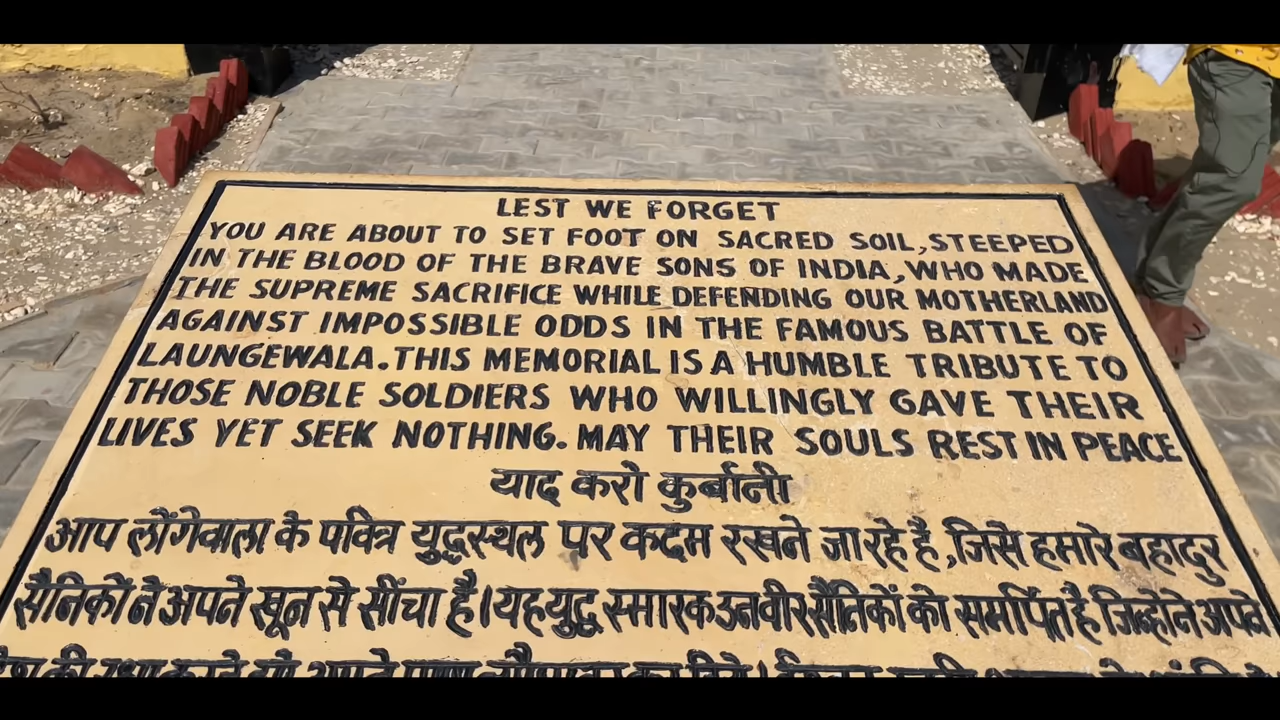 LEST WE FORGET
YOU ARE ABOUT TO SET FOOT ON SACRED SOIL, STEEPED
IN THE BLOOD OF THE BRAVE SONS OF INDIA, WHO MADE
THE SUPREME SACRIFICE WHILE DEFENDING OUR MOTHERLAND
AGAINST IMPOSSIBLE ODDS IN THE FAMOUS BATTLE OF
LAUNGEWALA. THIS MEMORIAL IS A HUMBLE TRIBUTE TO
THOSE NOBLE SOLDIERS WHO WILLINGLY GAVE THEIR
LIVES YET SEEK NOTHING. MAY THEIR SOULS REST IN PEACE
याद करो कुर्बानी
आप लौंगेवाला के पवित्र युद्धस्थल पर कदम रखने जा रहे है, जिसे हमारे बहादुर
सैनिकों ने अपने खून से सींचा है। यह युद्ध स्मारक उन वीर सैनिकों को समर्पित है जिन्होंने अपने